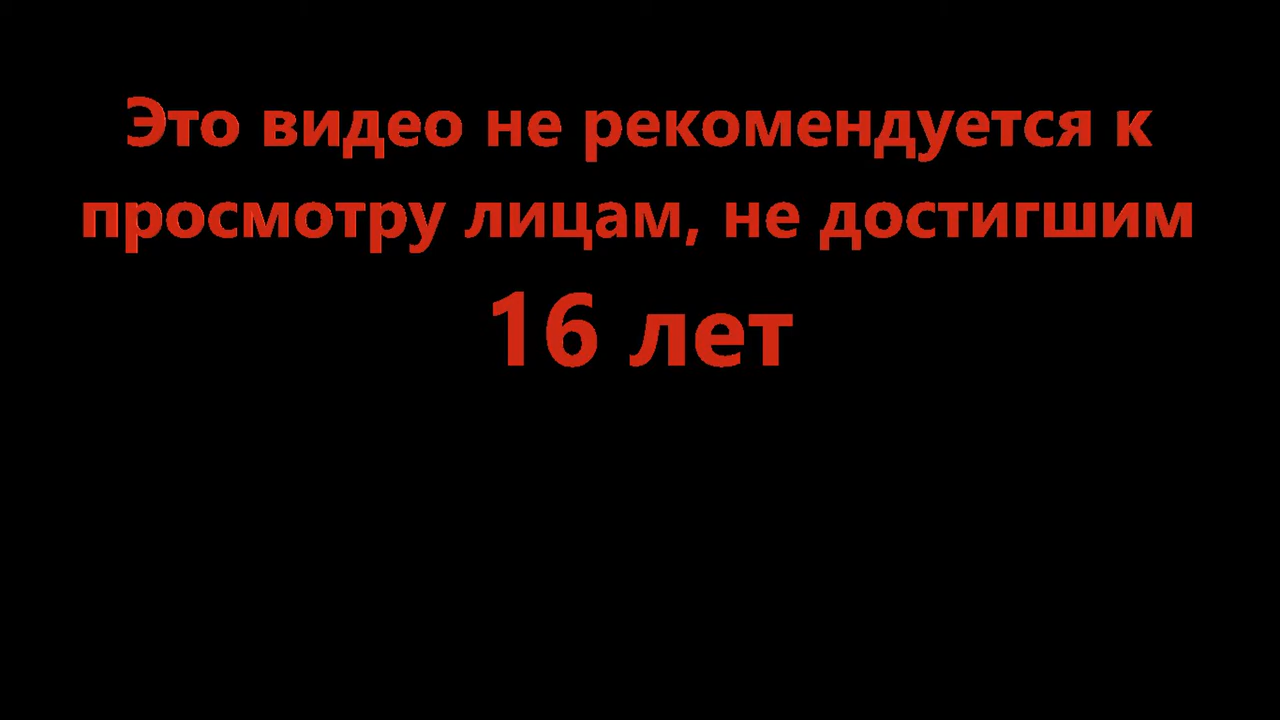 Это видео не рекомендуется к
просмотру лицам, не достигшим
16 лет